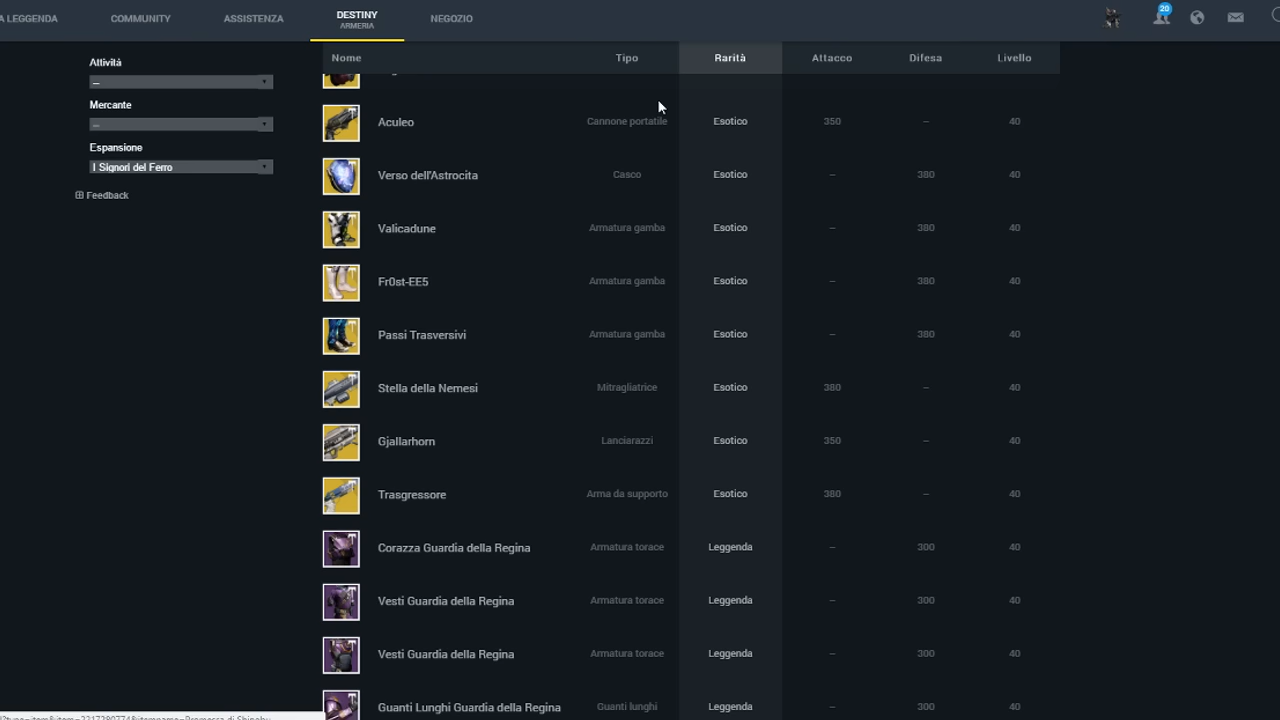 A LEGGENDA COMMUNITY ASSISTENZA DESTINY NEGOZIO 20
ARMERIA
Attività
–
Mercante
–
Espansione
I Signori del Ferro
Feedback
Nome Tipo Rarità Attacco Difesa Livello
Aculeo Cannone portatile Esotico 350 – 40
Verso dell'Astrocita Casco Esotico – 380 40
Valicadune Armatura gamba Esotico – 380 40
Fr0st-EE5 Armatura gamba Esotico – 380 40
Passi Trasversivi Armatura gamba Esotico – 380 40
Stella della Nemesi Mitragliatrice Esotico 380 – 40
Gjallarhorn Lanciarazzi Esotico 350 – 40
Trasgressore Arma da supporto Esotico 380 – 40
Corazza Guardia della Regina Armatura torace Leggenda – 300 40
Vesti Guardia della Regina Armatura torace Leggenda – 300 40
Vesti Guardia della Regina Armatura torace Leggenda – 300 40
Guanti Lunghi Guardia della Regina Guanti lunghi Leggenda – 300 40